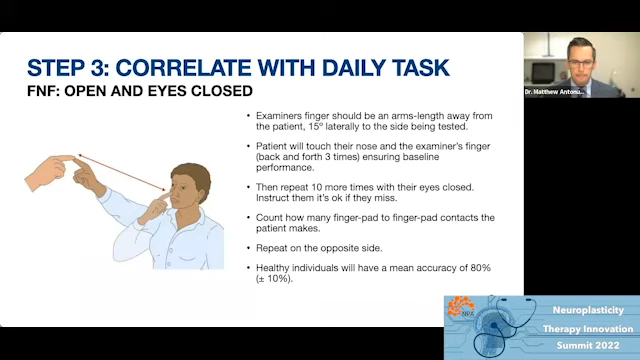 STEP 3: CORRELATE WITH DAILY TASK
FNF: OPEN AND EYES CLOSED
• Examiners finger should be an arms-length away from
the patient, 15º laterally to the side being tested.
• Patient will touch their nose and the examiner's finger
(back and forth 3 times) ensuring baseline
performance.
• Then repeat 10 more times with their eyes closed.
Instruct them it's ok if they miss.
• Count how many finger-pad to finger-pad contacts the
patient makes.
• Repeat on the opposite side.
• Healthy individuals will have a mean accuracy of 80%
(± 10%).
Dr. Matthew Antonu...
NPA
Neuroplasticity
Therapy Innovation
Summit 2022